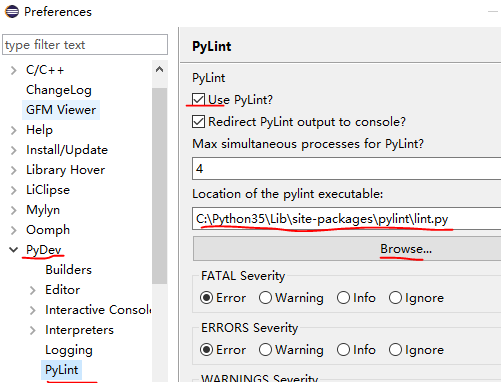 Preferences
type filter text
C/C++
ChangeLog
GFM Viewer
Help
Install/Update
Library Hover
LiClipse
Mylyn
Oomph
PyDev
Builders
Editor
Interactive Console
Interpreters
Logging
PyLint
PyLint
PyLint
Use PyLint?
Redirect PyLint output to console?
Max simultaneous processes for PyLint?
4
Location of the pylint executable:
C:\Python35\Lib\site-packages\pylint\lint.py
Browse...
FATAL Severity
Error Warning Info Ignore
ERRORS Severity
Error Warning Info Ignore
WARNINGS Severity